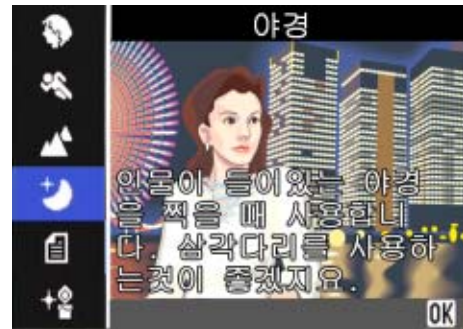 야경
인물이 들어있는 야경
을 찍을 때 사용합니
다. 삼각다리를 사용하
는것이 좋겠지요.
OK